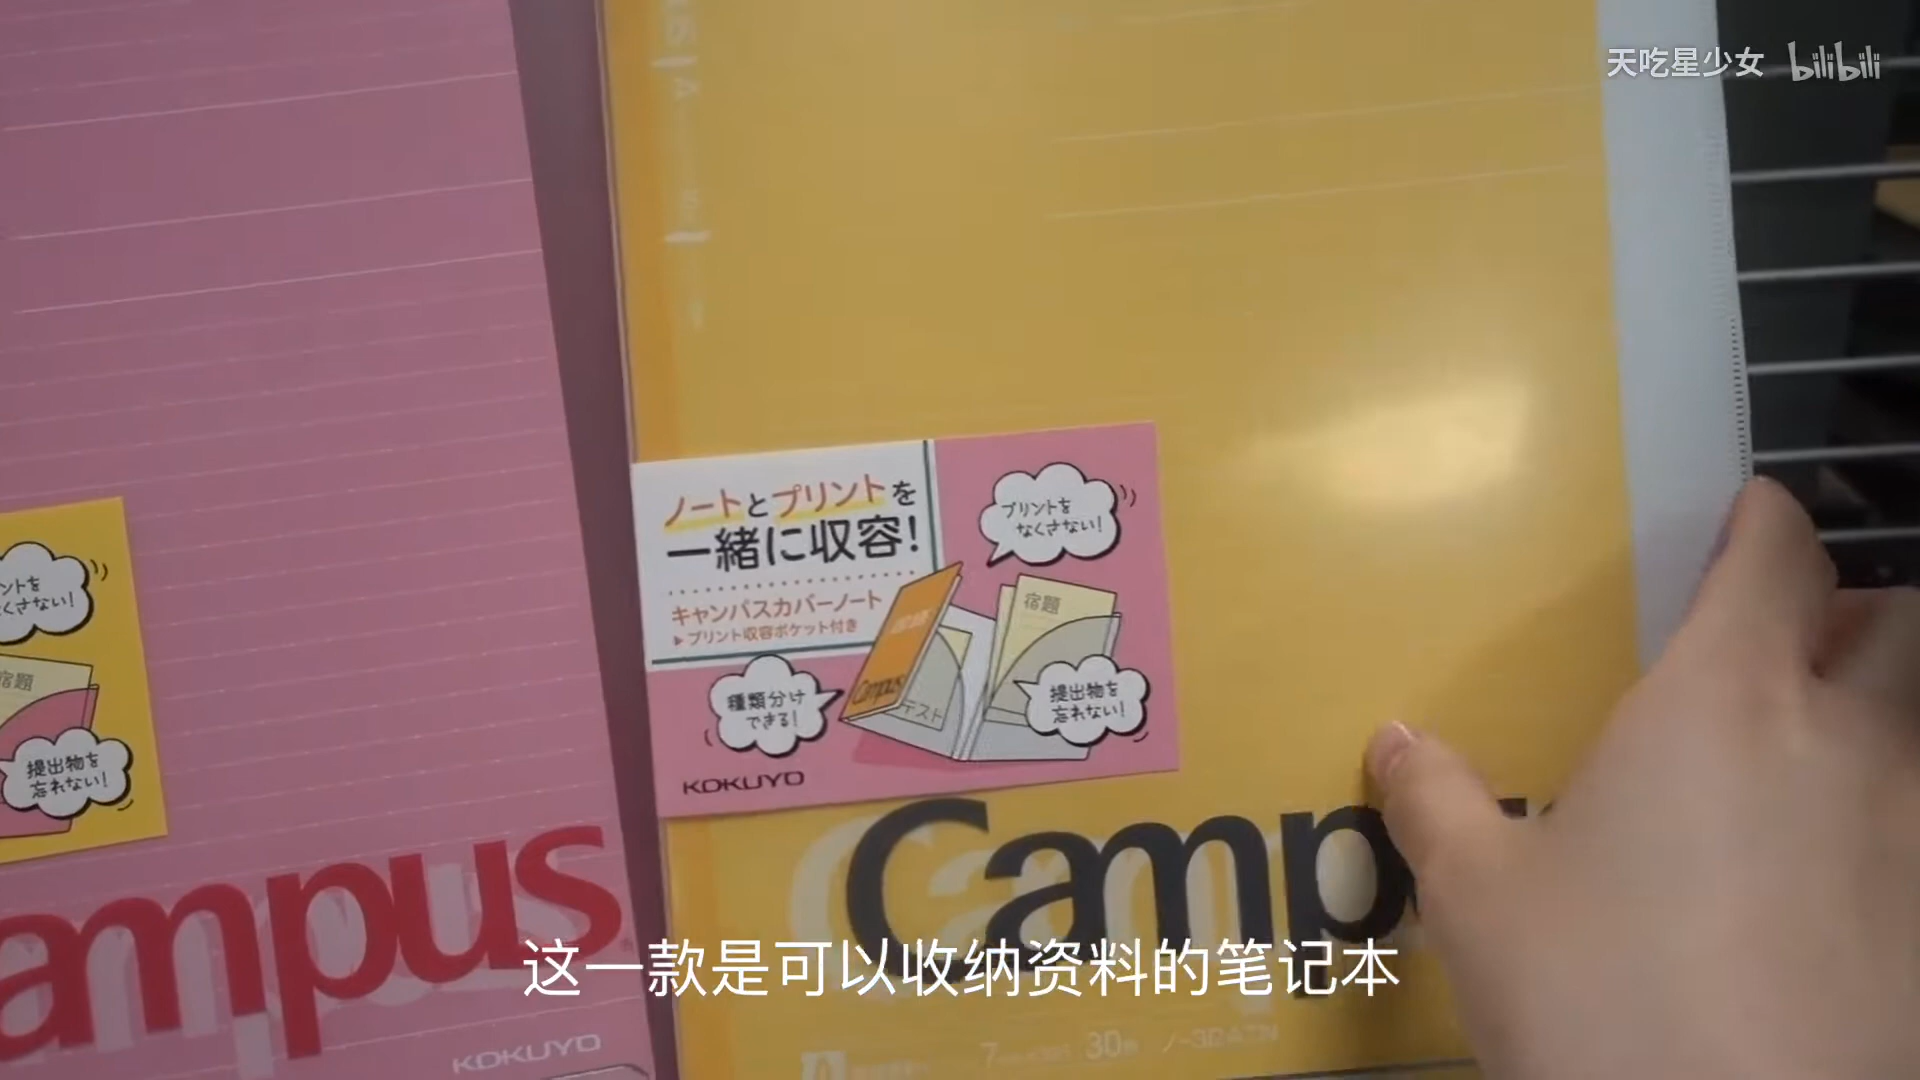 天吃星少女 bilibili
ノートとプリントを
一緒に収容!
キャンパスカバーノート
▶プリント収容ポケット付き
プリントを
なくさない!
宿題
Campus
テスト
種類分け
できる!
提出物を
忘れない!
KOKUYO
ントを
くさない!
宿題
提出物を
忘れない!
ampus
KOKUYO
Camp
A
7
30
这一款是可以收纳资料的笔记本